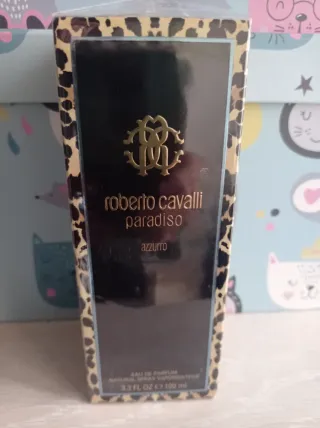 roberto cavalli
paradiso
azzurro
EAU DE PARFUM
NATURAL SPRAY VAPORISATEUR
3.3 FL OZ e 100 ml